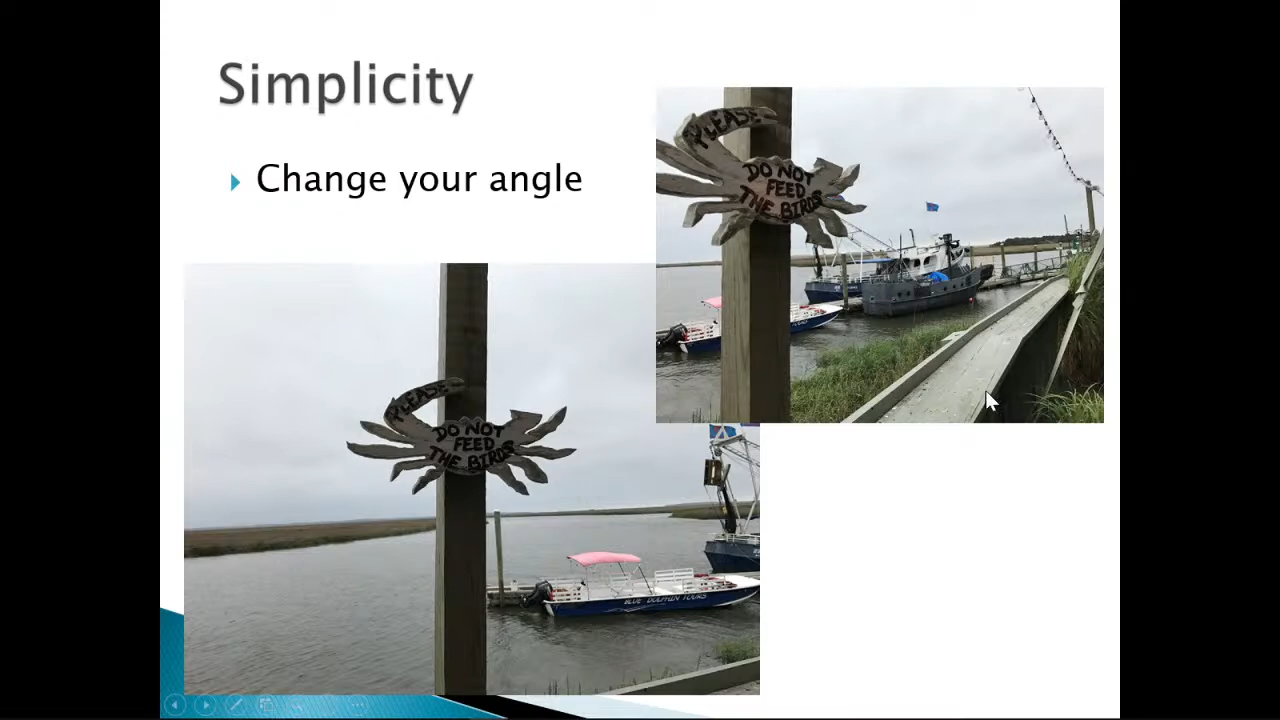 Simplicity
Change your angle
PLEASE
DO NOT
FEED
THE BIRDS
PLEASE
DO NOT
FEED
THE BIRDS
BLUE DOLPHIN TOURS